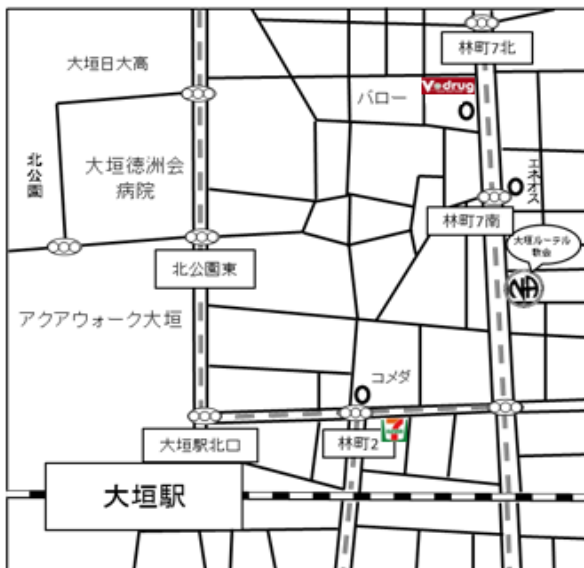 林町7北
大垣日大高
V・drug
バロー
北公園
大垣徳洲会
病院
エネオス
林町7南
大垣ルーテル
教会
NA
北公園東
アクアウォーク大垣
コメダ
7
大垣駅北口
林町2
大垣駅